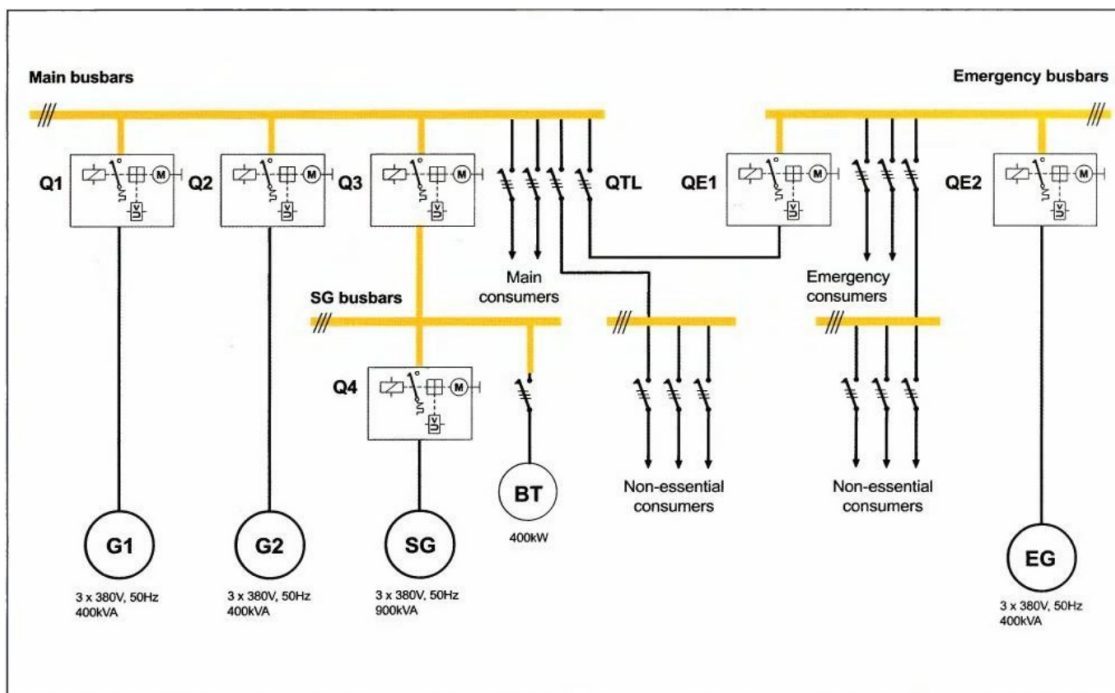 Main busbars
Emergency busbars
Q1
M
Q2
M
Q3
M
QTL
QE1
M
QE2
M
Main
consumers
Emergency
consumers
SG busbars
Q4
M
BT
400kW
Non-essential
consumers
Non-essential
consumers
G1
3 x 380V, 50Hz
400kVA
G2
3 x 380V, 50Hz
400kVA
SG
3 x 380V, 50Hz
900kVA
EG
3 x 380V, 50Hz
400kVA